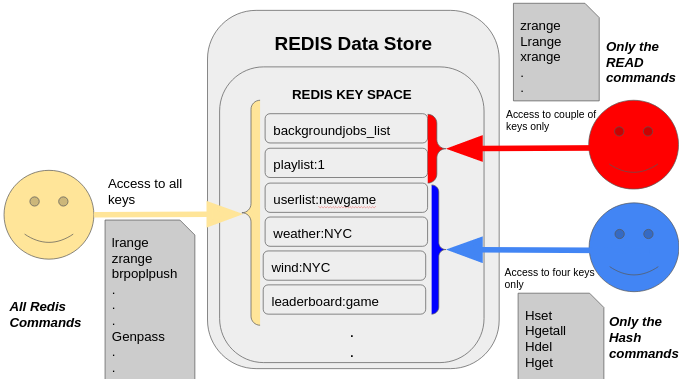 REDIS Data Store
REDIS KEY SPACE
backgroundjobs_list
playlist:1
userlist:newgame
weather:NYC
wind:NYC
leaderboard:game
.
.
Access to all
keys
lrange
zrange
brpoplpush
.
.
.
Genpass
.
.
All Redis
Commands
zrange
Lrange
xrange
.
.
Only the
READ
commands
Access to couple of
keys only
Access to four keys
only
Hset
Hgetall
Hdel
Hget
Only the
Hash
commands